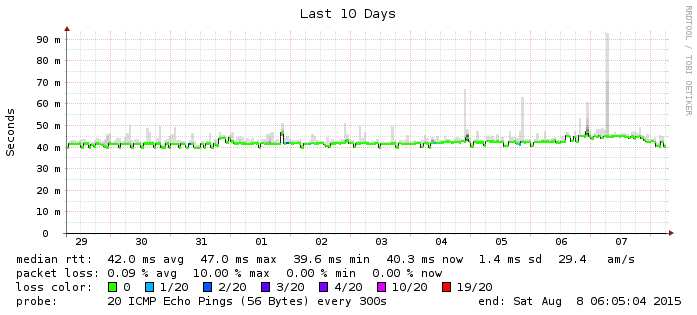 Last 10 Days
RRDTOOL / TOBI OETIKER
Seconds
90 m
80 m
70 m
60 m
50 m
40 m
30 m
20 m
10 m
0
29 30 31 01 02 03 04 05 06 07
median rtt: 42.0 ms avg 47.0 ms max 39.6 ms min 40.3 ms now 1.4 ms sd 29.4 am/s
packet loss: 0.09 % avg 10.00 % max 0.00 % min 0.00 % now
loss color: 0 1/20 2/20 3/20 4/20 10/20 19/20
probe: 20 ICMP Echo Pings (56 Bytes) every 300s end: Sat Aug 8 06:05:04 2015